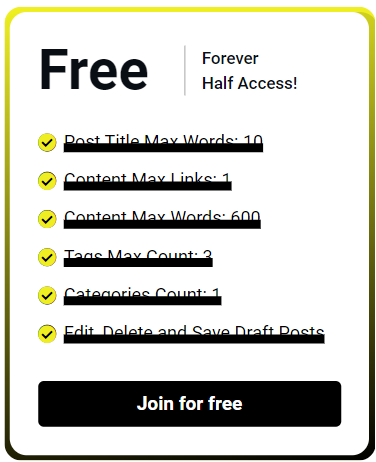 Free
Forever
Half Access!
Post Title Max Words: 10
Content Max Links: 1
Content Max Words: 600
Tags Max Count: 3
Categories Count: 1
Edit, Delete and Save Draft Posts
Join for free